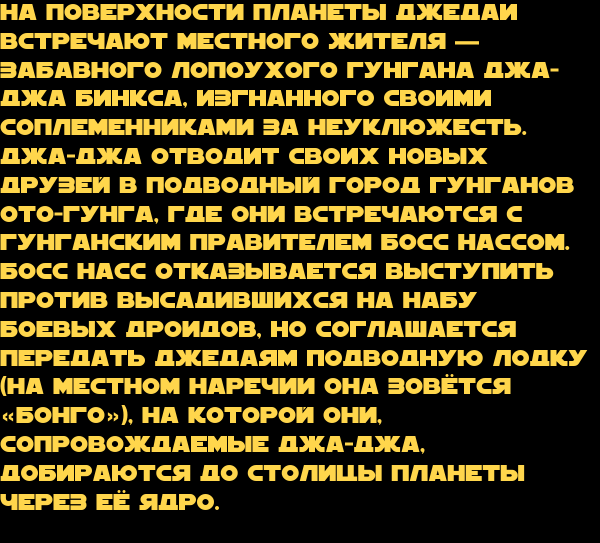 НА ПОВЕРХНОСТИ ПЛАНЕТЫ ДЖЕДАИ
ВСТРЕЧАЮТ МЕСТНОГО ЖИТЕЛЯ —
ЗАБАВНОГО ЛОПОУХОГО ГУНГАНА ДЖА-
ДЖА БИНКСА, ИЗГНАННОГО СВОИМИ
СОПЛЕМЕННИКАМИ ЗА НЕУКЛЮЖЕСТЬ.
ДЖА-ДЖА ОТВОДИТ СВОИХ НОВЫХ
ДРУЗЕЙ В ПОДВОДНЫЙ ГОРОД ГУНГАНОВ
ОТО-ГУНГА, ГДЕ ОНИ ВСТРЕЧАЮТСЯ С
ГУНГАНСКИМ ПРАВИТЕЛЕМ БОСС НАССОМ.
БОСС НАСС ОТКАЗЫВАЕТСЯ ВЫСТУПИТЬ
ПРОТИВ ВЫСАДИВШИХСЯ НА НАБУ
БОЕВЫХ ДРОИДОВ, НО СОГЛАШАЕТСЯ
ПЕРЕДАТЬ ДЖЕДАЯМ ПОДВОДНУЮ ЛОДКУ
(НА МЕСТНОМ НАРЕЧИИ ОНА ЗОВЁТСЯ
«БОНГО»), НА КОТОРОЙ ОНИ,
СОПРОВОЖДАЕМЫЕ ДЖА-ДЖА,
ДОБИРАЮТСЯ ДО СТОЛИЦЫ ПЛАНЕТЫ
ЧЕРЕЗ ЕЁ ЯДРО.